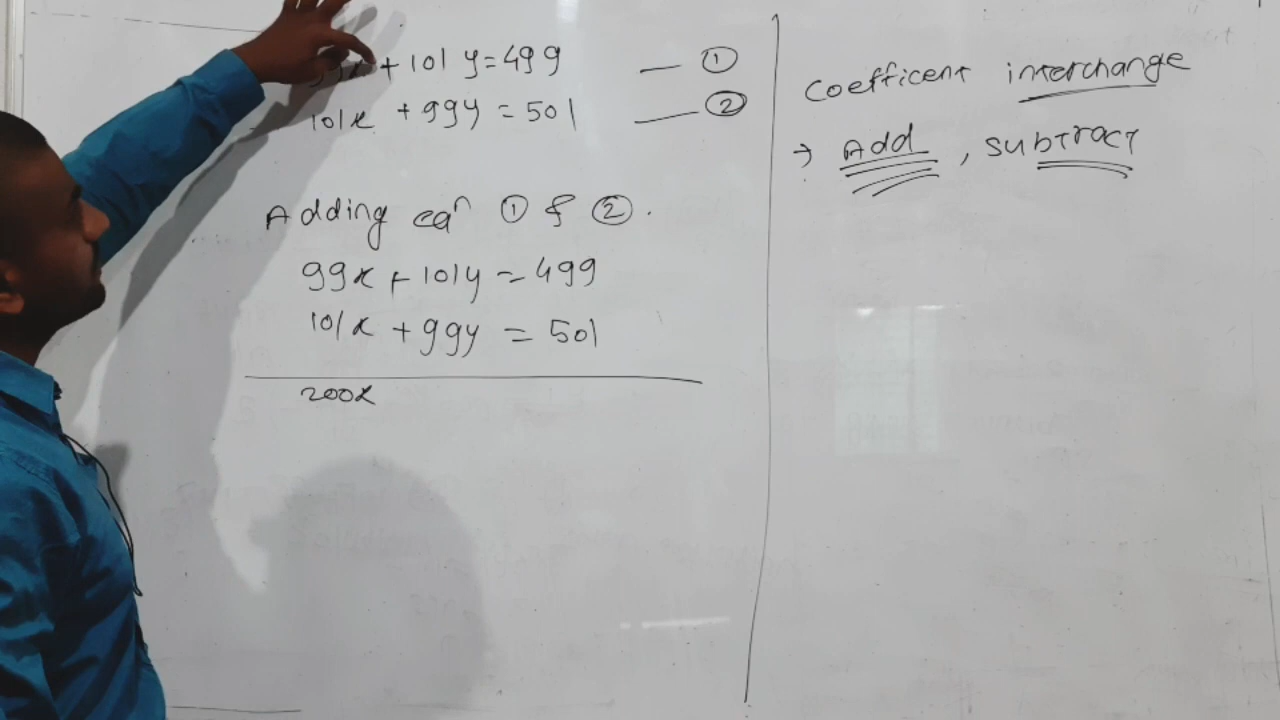 99x + 101 y = 499 — ①
101x + 99y = 501 — ②
Adding eqⁿ ① & ② .
99x + 101y = 499
101x + 99y = 501
200x
Coefficent interchange
→ Add , subtract